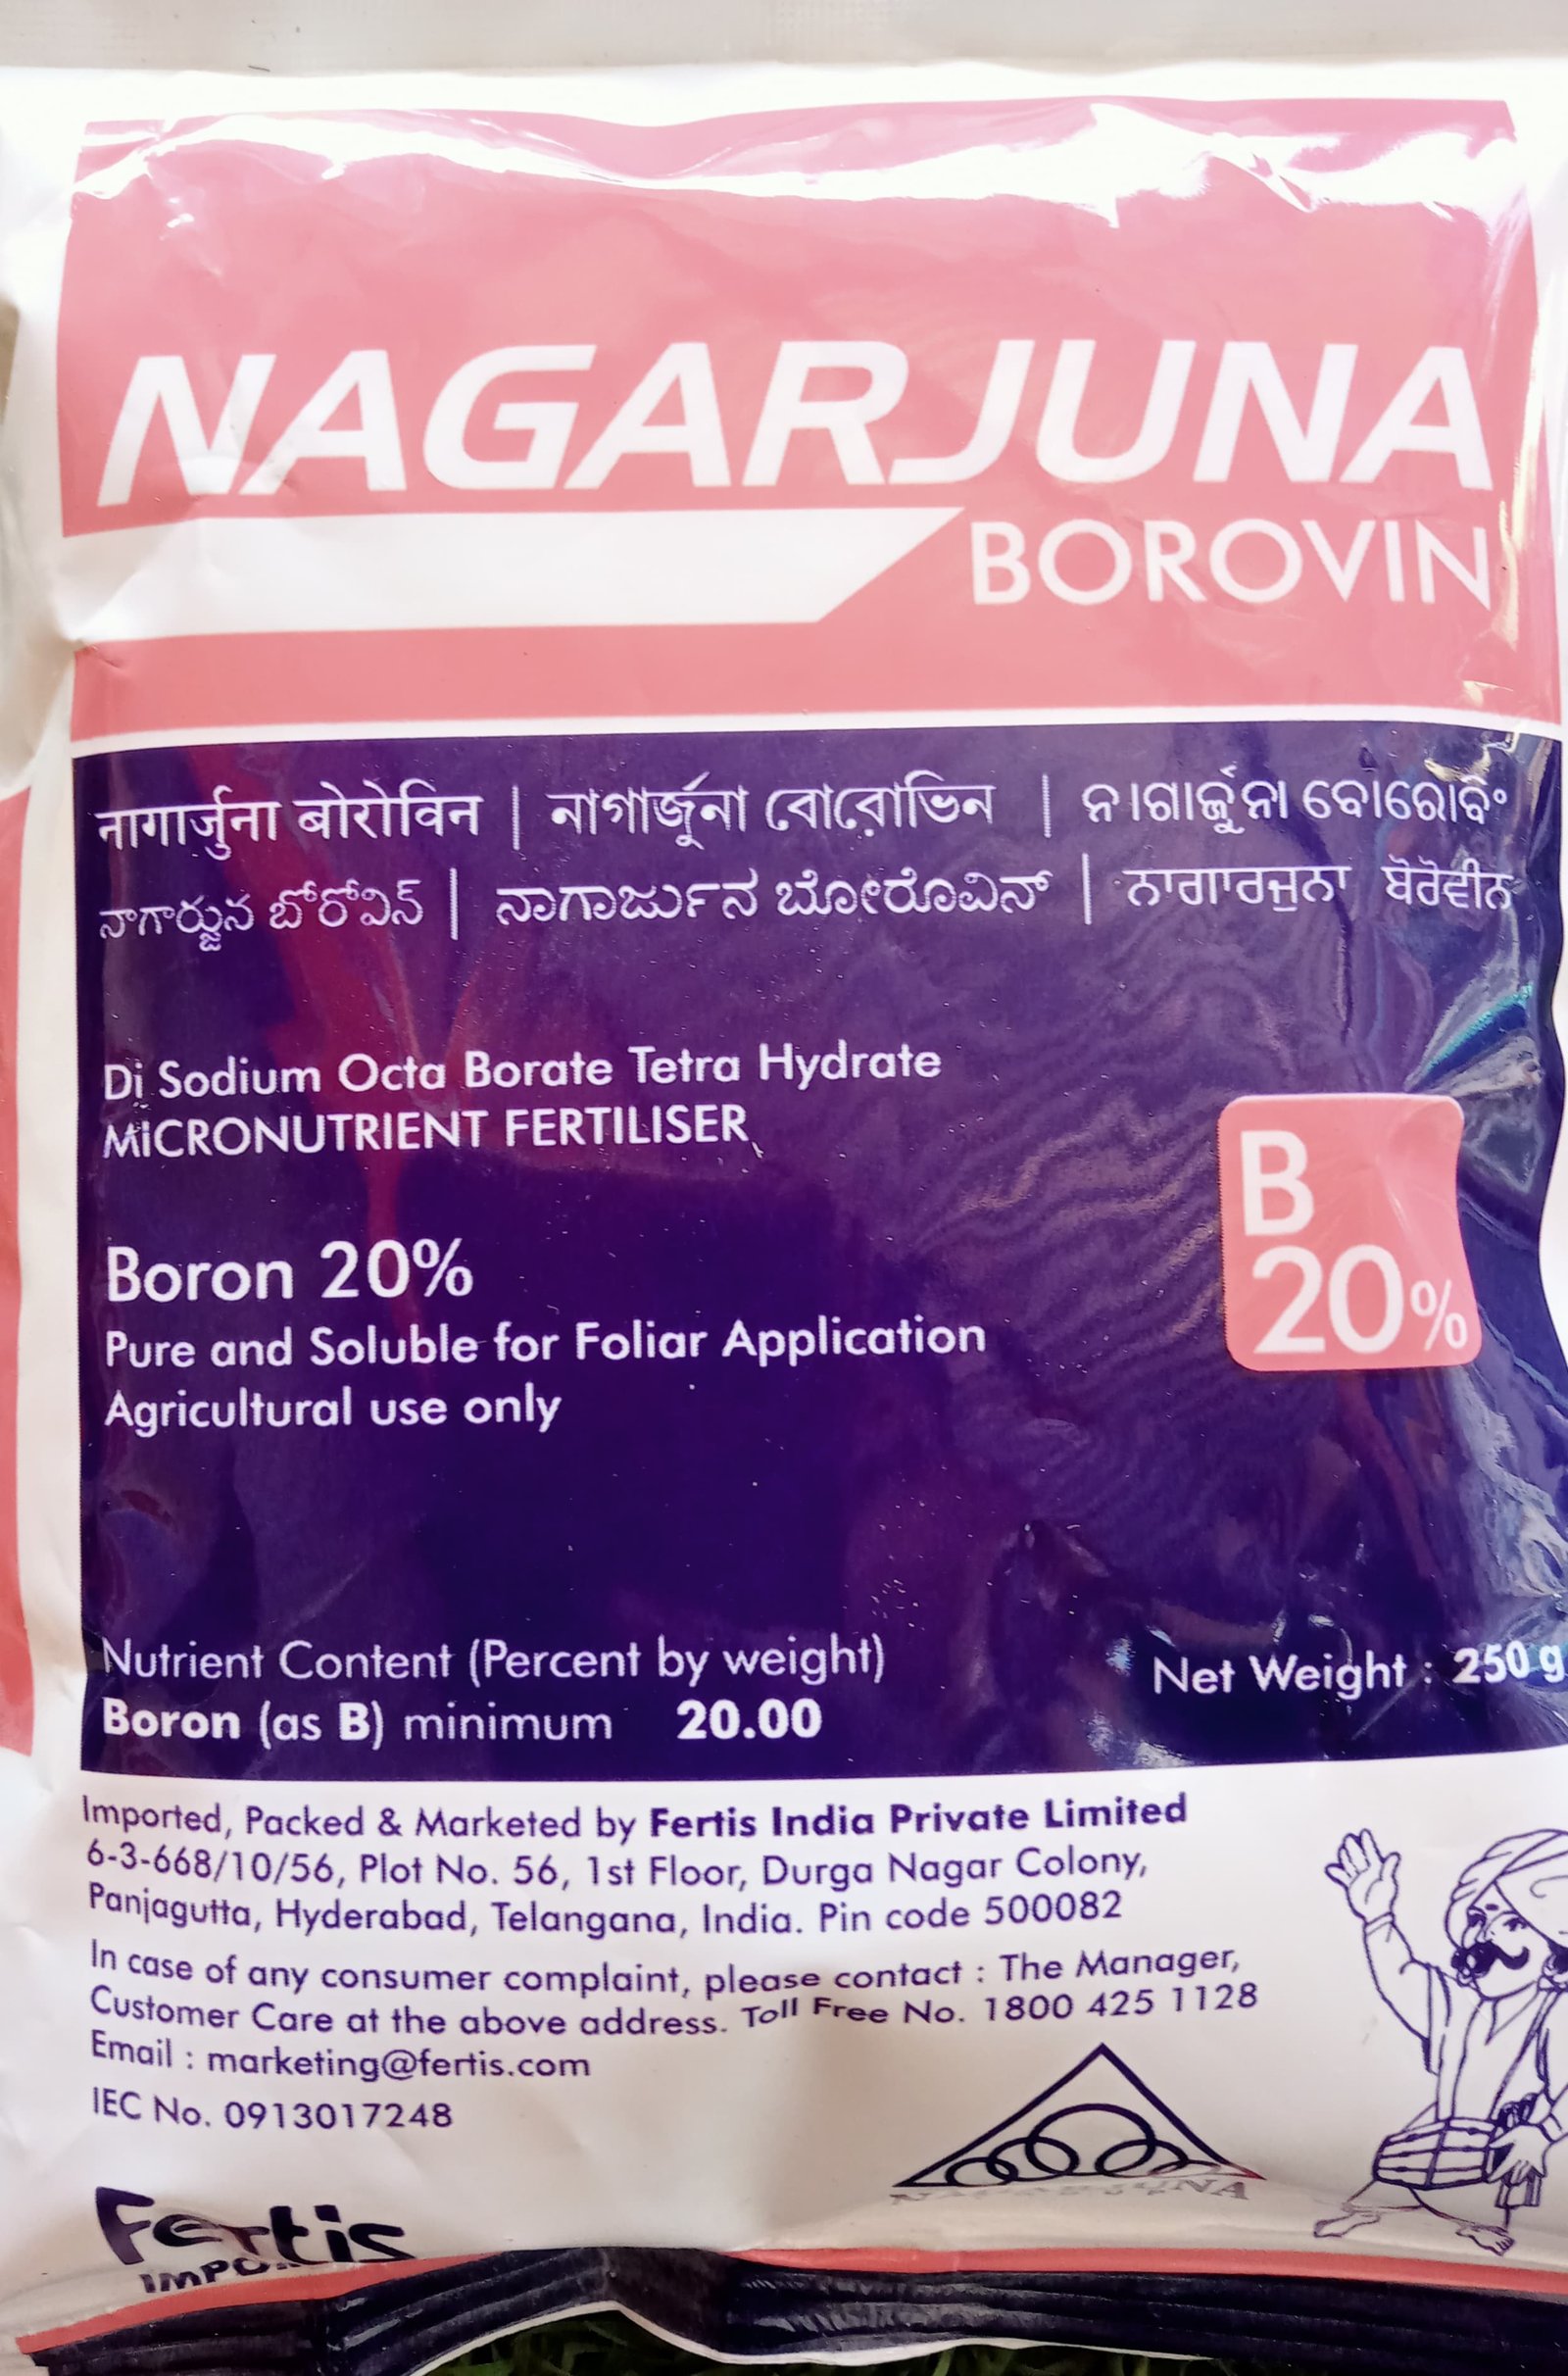 NAGARJUNA
BOROVIN
नागार्जुना बोरोविन | নাগার্জুনা বোরোভিন | ନାଗାର୍ଜୁନା ବୋରୋବିଂ
నాగార్జున బోరోవిన్ | ನಾಗಾರ್ಜುನ ಬೋರೊವಿನ್ | ਨਾਗਾਰਜੁਨਾ ਬੋਰੋਵੀਨ
Di Sodium Octa Borate Tetra Hydrate
MICRONUTRIENT FERTILISER
B
20%
Boron 20%
Pure and Soluble for Foliar Application
Agricultural use only
Nutrient Content (Percent by weight)
Boron (as B) minimum 20.00
Net Weight : 250 g
Imported, Packed & Marketed by Fertis India Private Limited
6-3-668/10/56, Plot No. 56, 1st Floor, Durga Nagar Colony,
Panjagutta, Hyderabad, Telangana, India. Pin code 500082
In case of any consumer complaint, please contact : The Manager,
Customer Care at the above address. Toll Free No. 1800 425 1128
Email : marketing@fertis.com
IEC No. 0913017248
Fertis